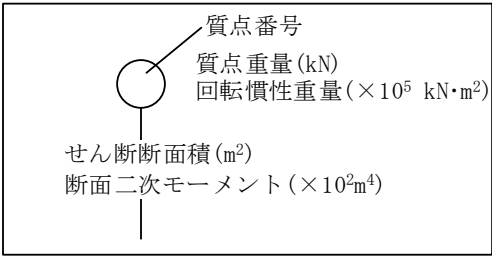 質点番号
質点重量(kN)
回転慣性重量(×10⁵ kN･m²)
せん断断面積(m²)
断面二次モーメント(×10²m⁴)